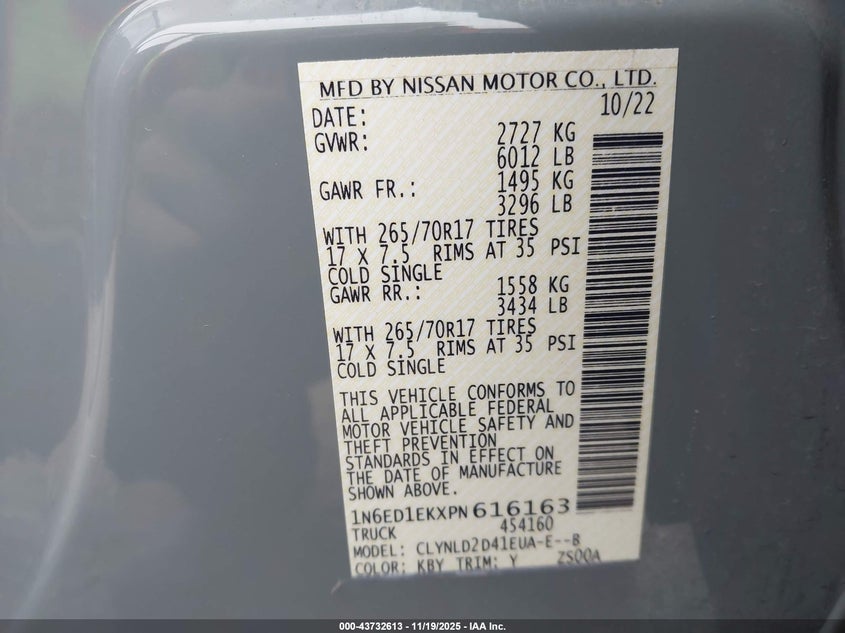 MFD BY NISSAN MOTOR CO., LTD.
DATE: 10/22
GVWR: 2727 KG
6012 LB
GAWR FR.: 1495 KG
3296 LB
WITH 265/70R17 TIRES
17 X 7.5 RIMS AT 35 PSI
COLD SINGLE
GAWR RR.: 1558 KG
3434 LB
WITH 265/70R17 TIRES
17 X 7.5 RIMS AT 35 PSI
COLD SINGLE
THIS VEHICLE CONFORMS TO
ALL APPLICABLE FEDERAL
MOTOR VEHICLE SAFETY AND
THEFT PREVENTION
STANDARDS IN EFFECT ON
THE DATE OF MANUFACTURE
SHOWN ABOVE.
1N6ED1EKXPN616163
TRUCK 454160
MODEL: CLYNLD2D41EUA-E--B
COLOR: KBY TRIM: Y ZS00A
000-43732613 - 11/19/2025 - IAA Inc.